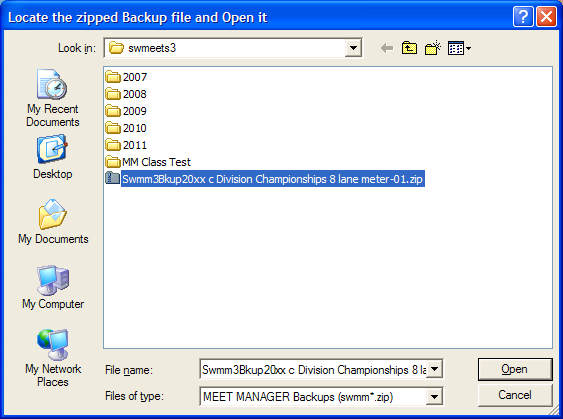 Locate the zipped Backup file and Open it
Look in: swmeets3
My Recent
Documents
Desktop
My Documents
My Computer
My Network
Places
2007
2008
2009
2010
2011
MM Class Test
Swmm3Bkup20xx c Division Championships 8 lane meter-01.zip
File name: Swmm3Bkup20xx c Division Championships 8 la
Open
Files of type: MEET MANAGER Backups (swmm*.zip)
Cancel